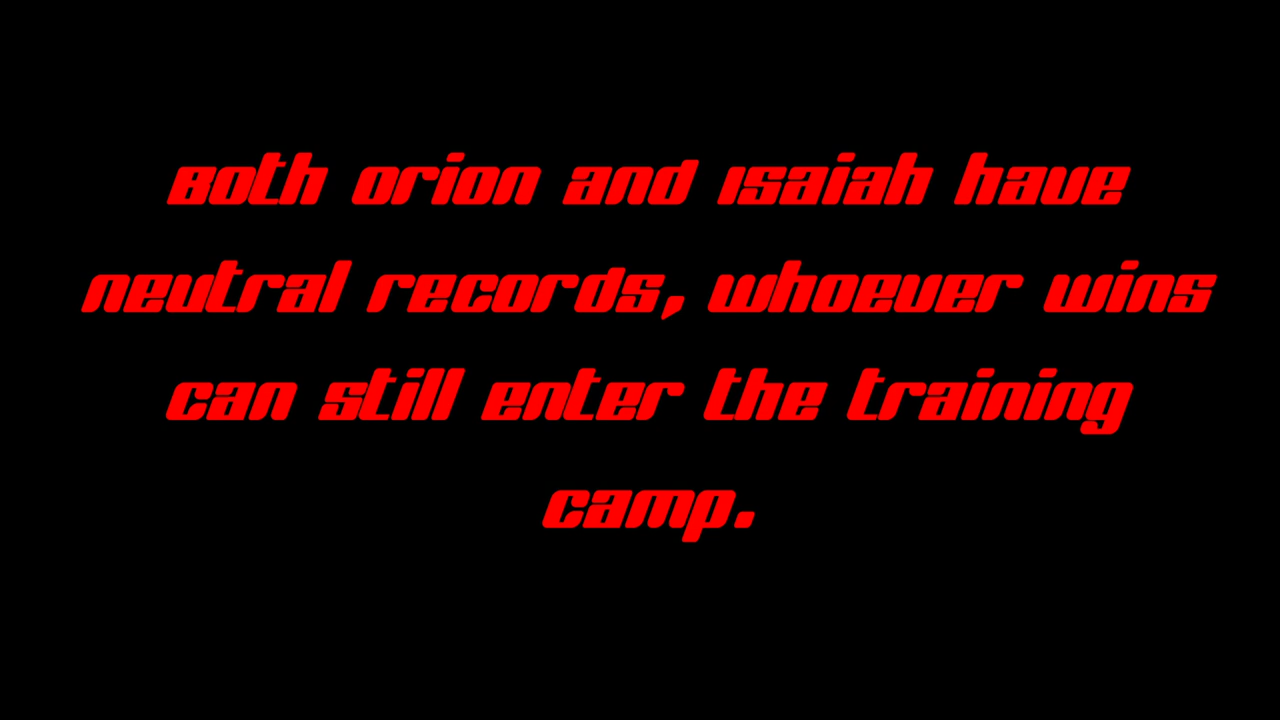 Both Orion and Isaiah have
neutral records, whoever wins
can still enter the training
camp.